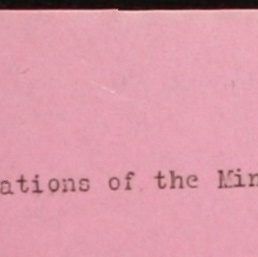 ations of the Min